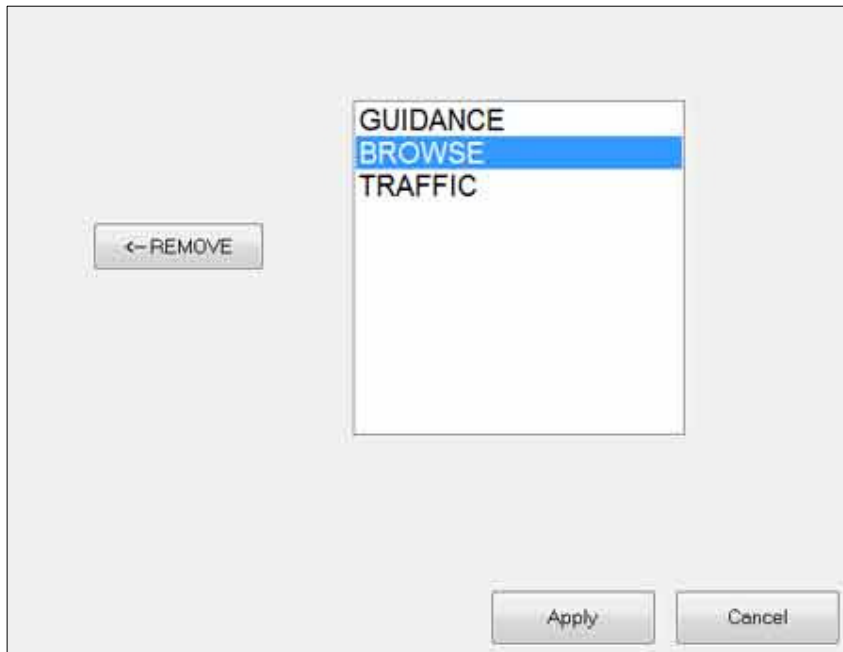 GUIDANCE
BROWSE
TRAFFIC
<-- REMOVE
Apply
Cancel